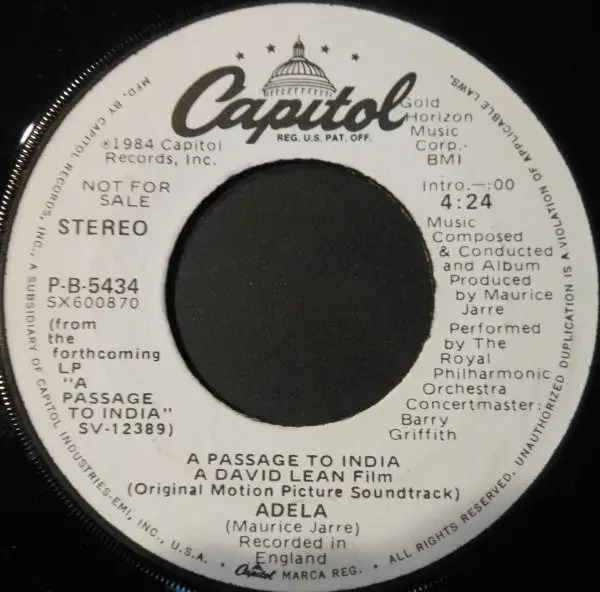 Capitol
REG. U.S. PAT. OFF.
℗1984 Capitol
Records, Inc.
NOT FOR
SALE
STEREO
P-B-5434
SX600870
(from
the
forthcoming
LP
"A
PASSAGE
TO INDIA"
SV-12389)
Gold
Horizon
Music
Corp.-
BMI
Intro.—:00
4:24
Music
Composed
& Conducted
and Album
Produced
by Maurice
Jarre
Performed
by The
Royal
Philharmonic
Orchestra
Concertmaster:
Barry
Griffith
A PASSAGE TO INDIA
A DAVID LEAN Film
(Original Motion Picture Soundtrack)
ADELA
(Maurice Jarre)
Recorded in
England
MFD. BY CAPITOL RECORDS, INC., A SUBSIDIARY OF CAPITOL INDUSTRIES-EMI, INC., U.S.A. • Capitol MARCA REG. • ALL RIGHTS RESERVED. UNAUTHORIZED DUPLICATION IS A VIOLATION OF APPLICABLE LAWS.